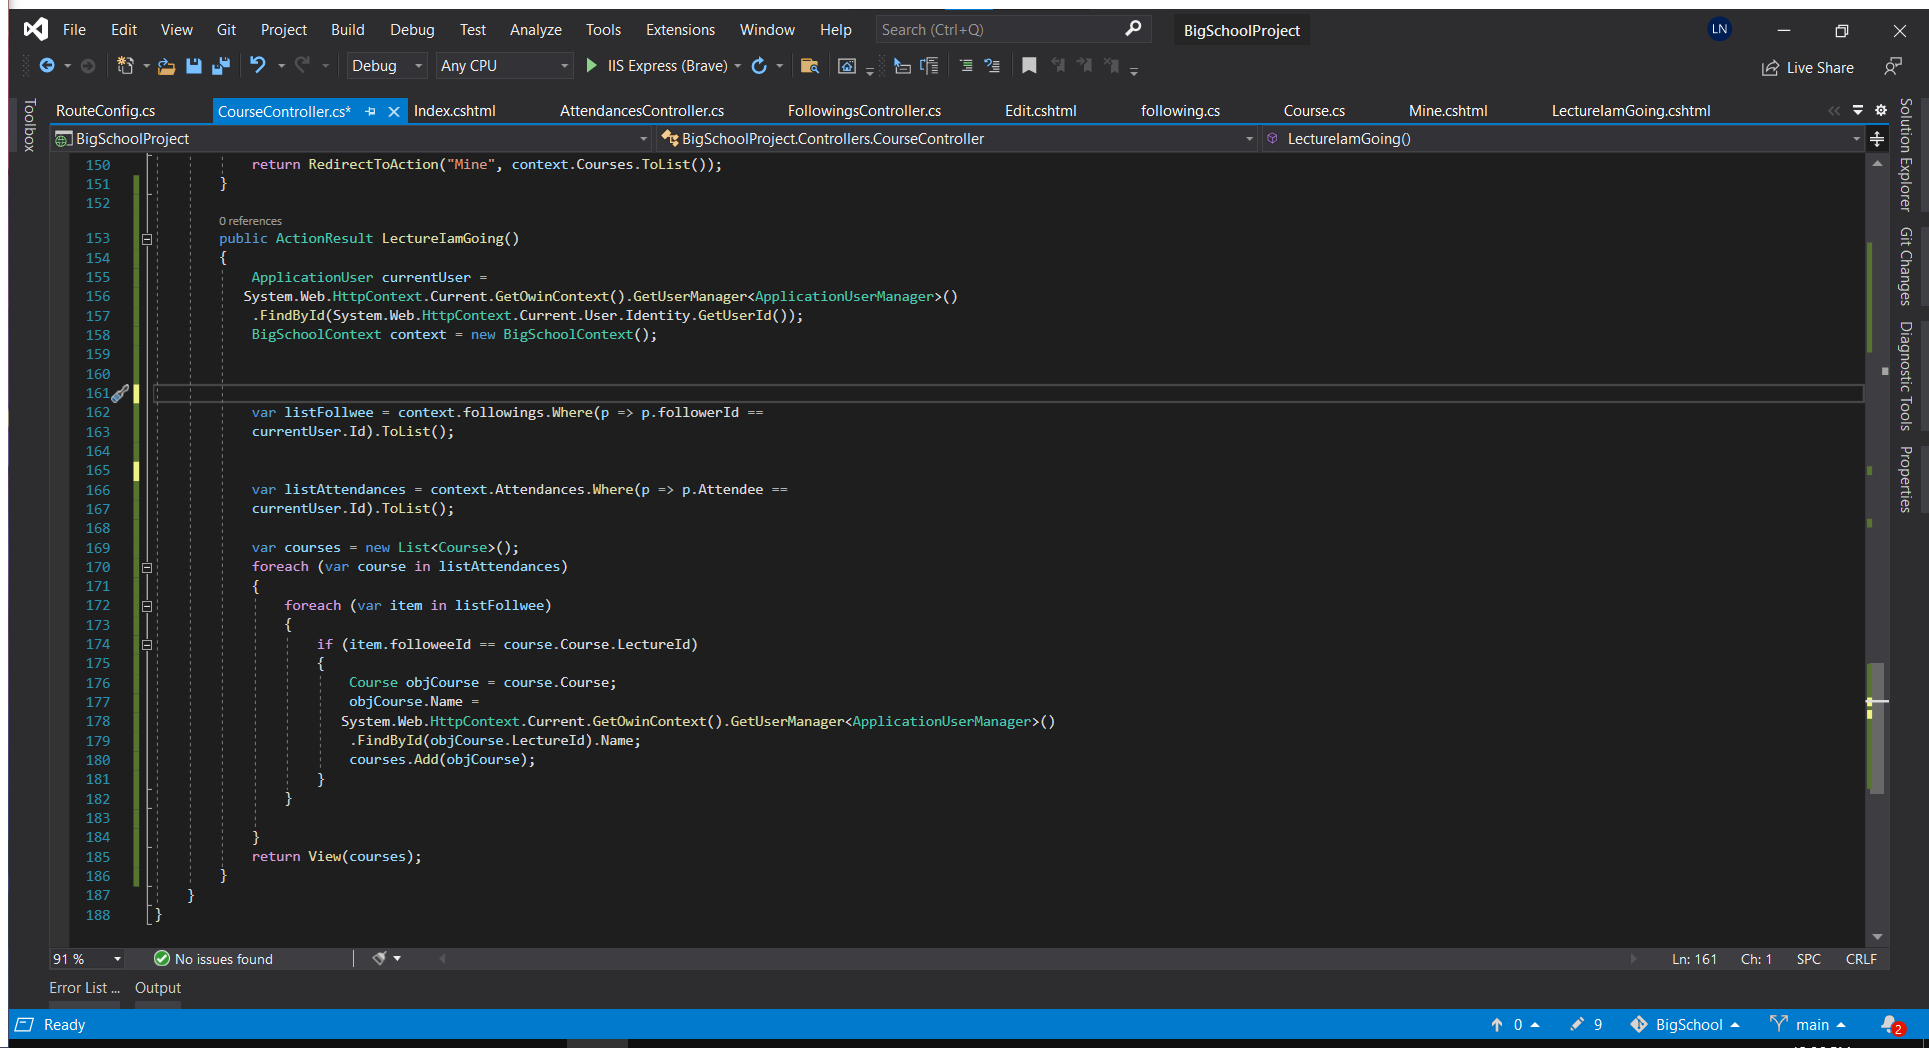 File Edit View Git Project Build Debug Test Analyze Tools Extensions Window Help Search (Ctrl+Q) BigSchoolProject LN
Debug Any CPU IIS Express (Brave) Live Share
RouteConfig.cs CourseController.cs* Index.cshtml AttendancesController.cs FollowingsController.cs Edit.cshtml following.cs Course.cs Mine.cshtml LectureIamGoing.cshtml
BigSchoolProject BigSchoolProject.Controllers.CourseController LectureIamGoing()
Toolbox
Solution Explorer
Git Changes
Diagnostic Tools
Properties
150 return RedirectToAction("Mine", context.Courses.ToList());
151 }
152
0 references
153 public ActionResult LectureIamGoing()
154 {
155 ApplicationUser currentUser =
156 System.Web.HttpContext.Current.GetOwinContext().GetUserManager<ApplicationUserManager>()
157 .FindById(System.Web.HttpContext.Current.User.Identity.GetUserId());
158 BigSchoolContext context = new BigSchoolContext();
159
160
161
162 var listFollwee = context.followings.Where(p => p.followerId ==
163 currentUser.Id).ToList();
164
165
166 var listAttendances = context.Attendances.Where(p => p.Attendee ==
167 currentUser.Id).ToList();
168
169 var courses = new List<Course>();
170 foreach (var course in listAttendances)
171 {
172 foreach (var item in listFollwee)
173 {
174 if (item.followeeId == course.Course.LectureId)
175 {
176 Course objCourse = course.Course;
177 objCourse.Name =
178 System.Web.HttpContext.Current.GetOwinContext().GetUserManager<ApplicationUserManager>()
179 .FindById(objCourse.LectureId).Name;
180 courses.Add(objCourse);
181 }
182 }
183
184 }
185 return View(courses);
186 }
187 }
188 }
91 % No issues found Ln: 161 Ch: 1 SPC CRLF
Error List ... Output
Ready 0 9 BigSchool main 2